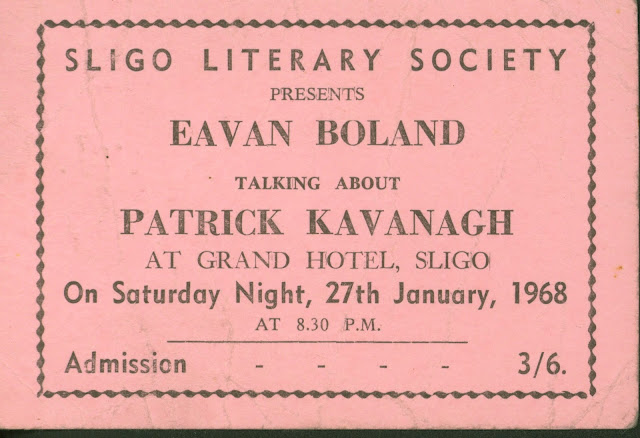 SLIGO LITERARY SOCIETY
PRESENTS
EAVAN BOLAND
TALKING ABOUT
PATRICK KAVANAGH
AT GRAND HOTEL, SLIGO
On Saturday Night, 27th January, 1968
AT 8.30 P.M.
Admission - - - - 3/6.